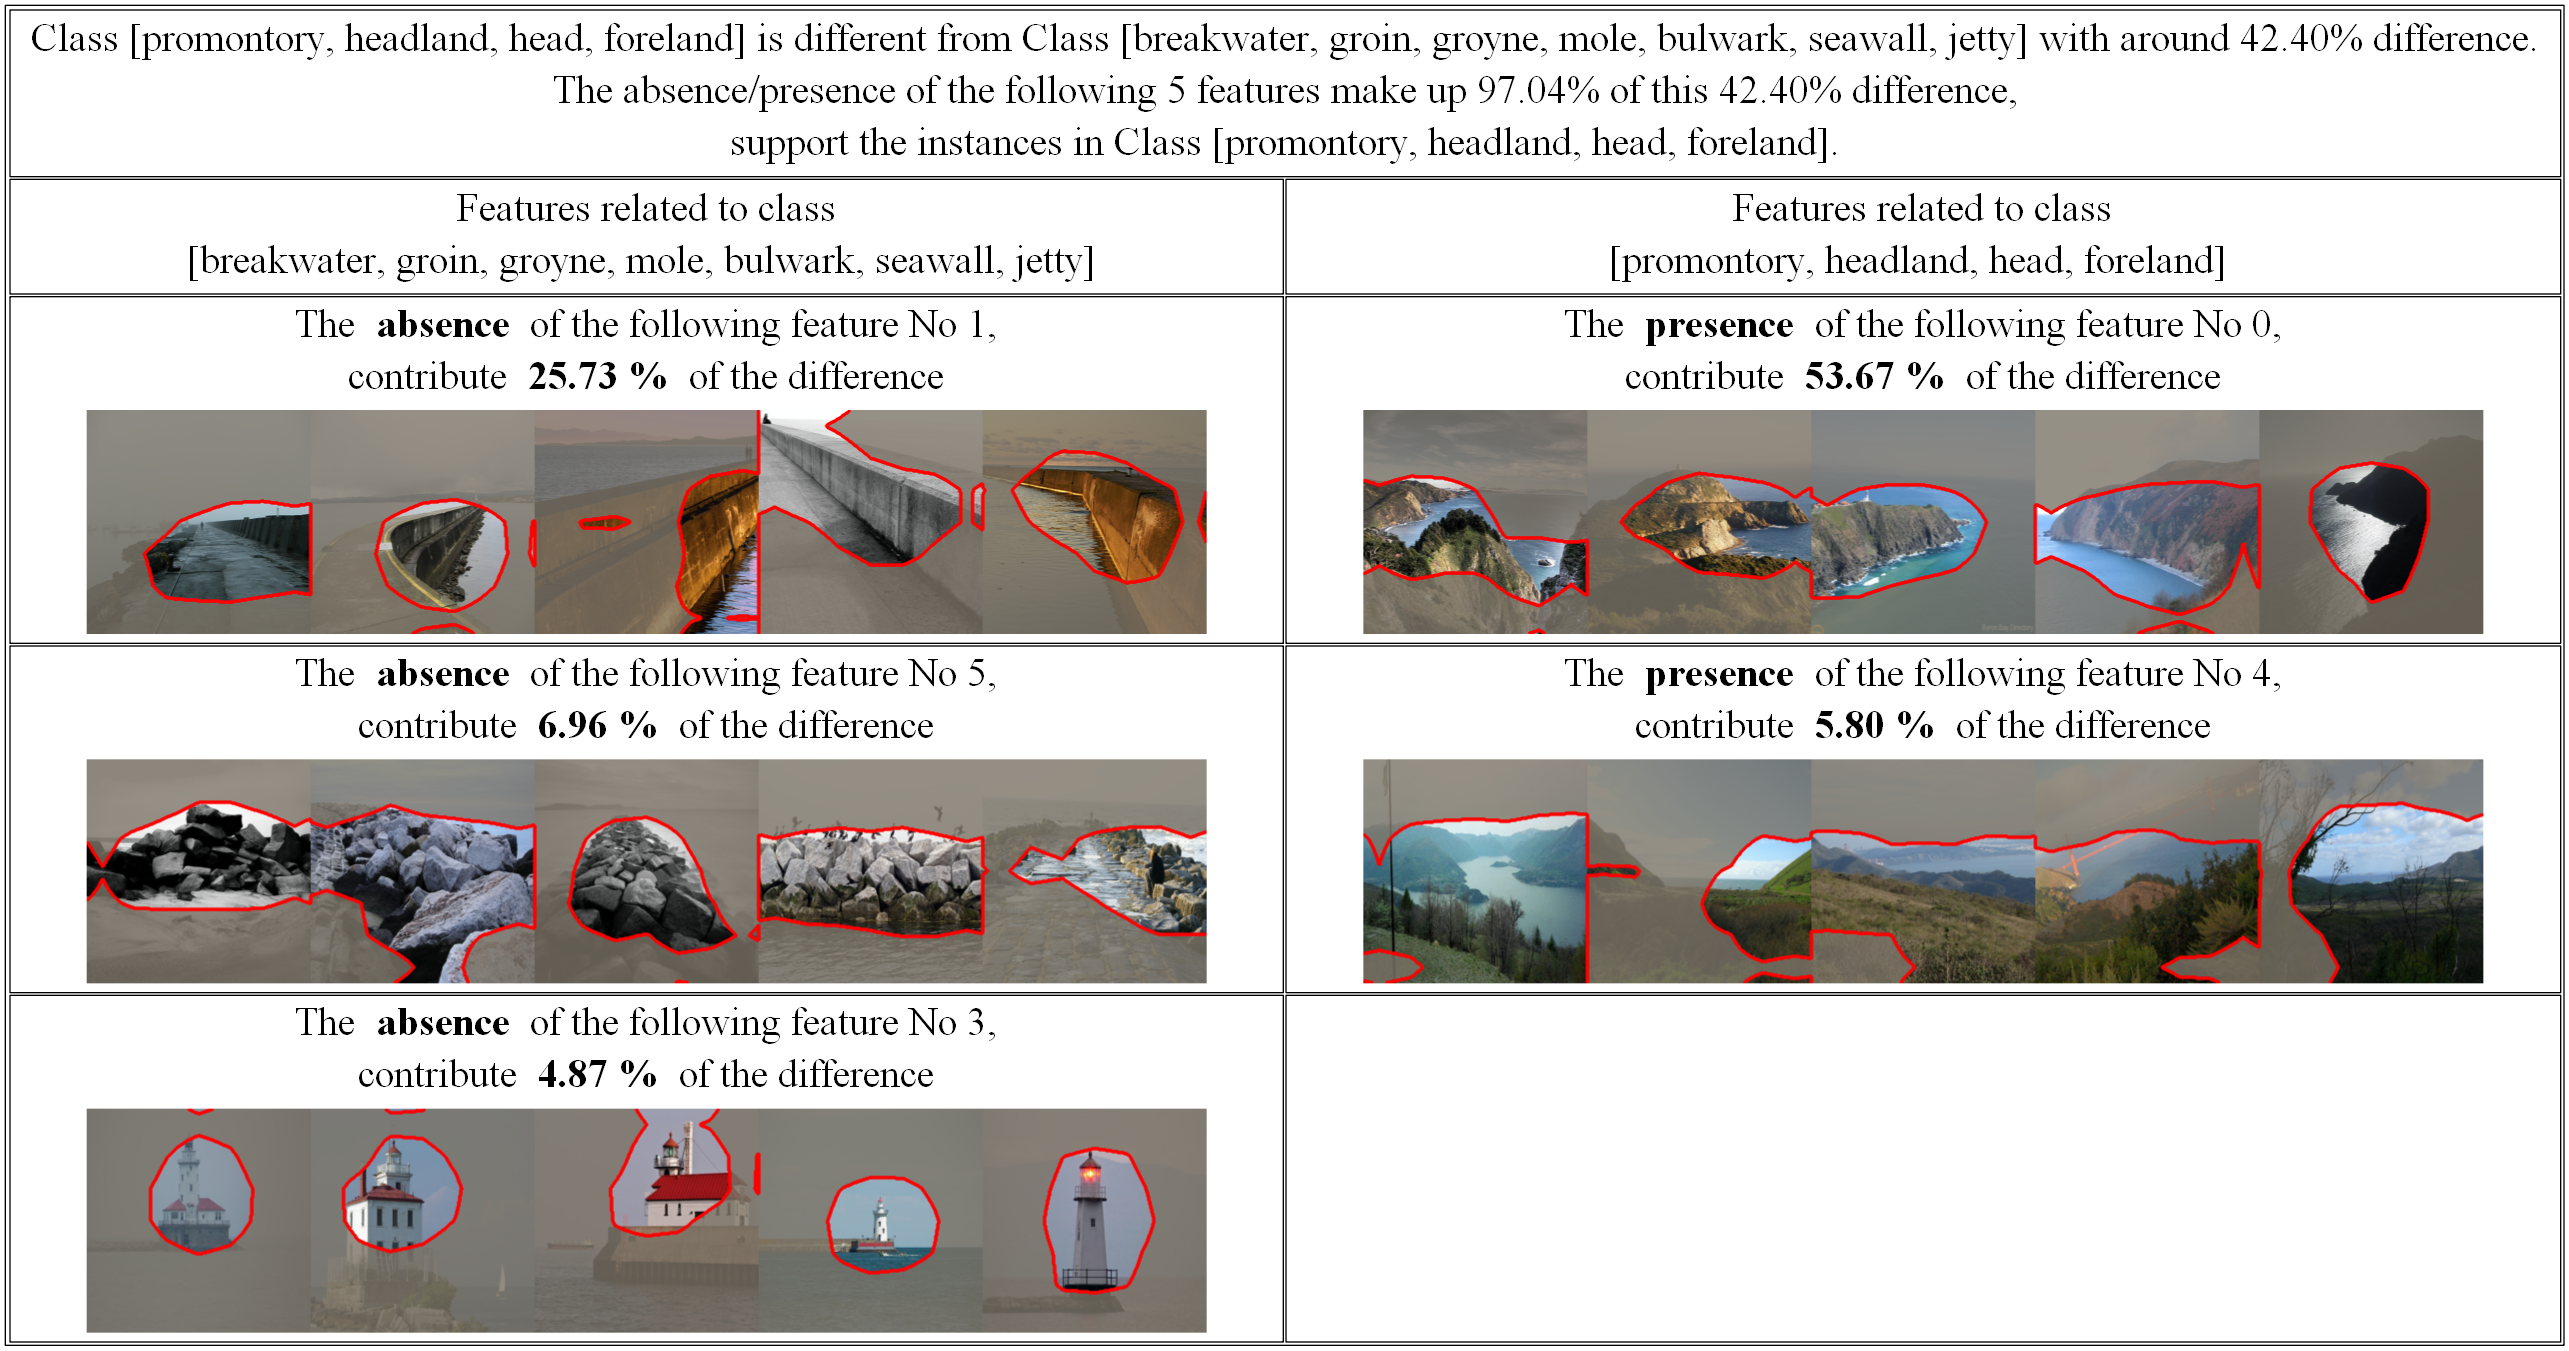 Class [promontory, headland, head, foreland] is different from Class [breakwater, groin, groyne, mole, bulwark, seawall, jetty] with around 42.40% difference.
The absence/presence of the following 5 features make up 97.04% of this 42.40% difference,
support the instances in Class [promontory, headland, head, foreland].
Features related to class
[breakwater, groin, groyne, mole, bulwark, seawall, jetty]
Features related to class
[promontory, headland, head, foreland]
The absence of the following feature No 1,
contribute 25.73 % of the difference
The presence of the following feature No 0,
contribute 53.67 % of the difference
The absence of the following feature No 5,
contribute 6.96 % of the difference
The presence of the following feature No 4,
contribute 5.80 % of the difference
The absence of the following feature No 3,
contribute 4.87 % of the difference